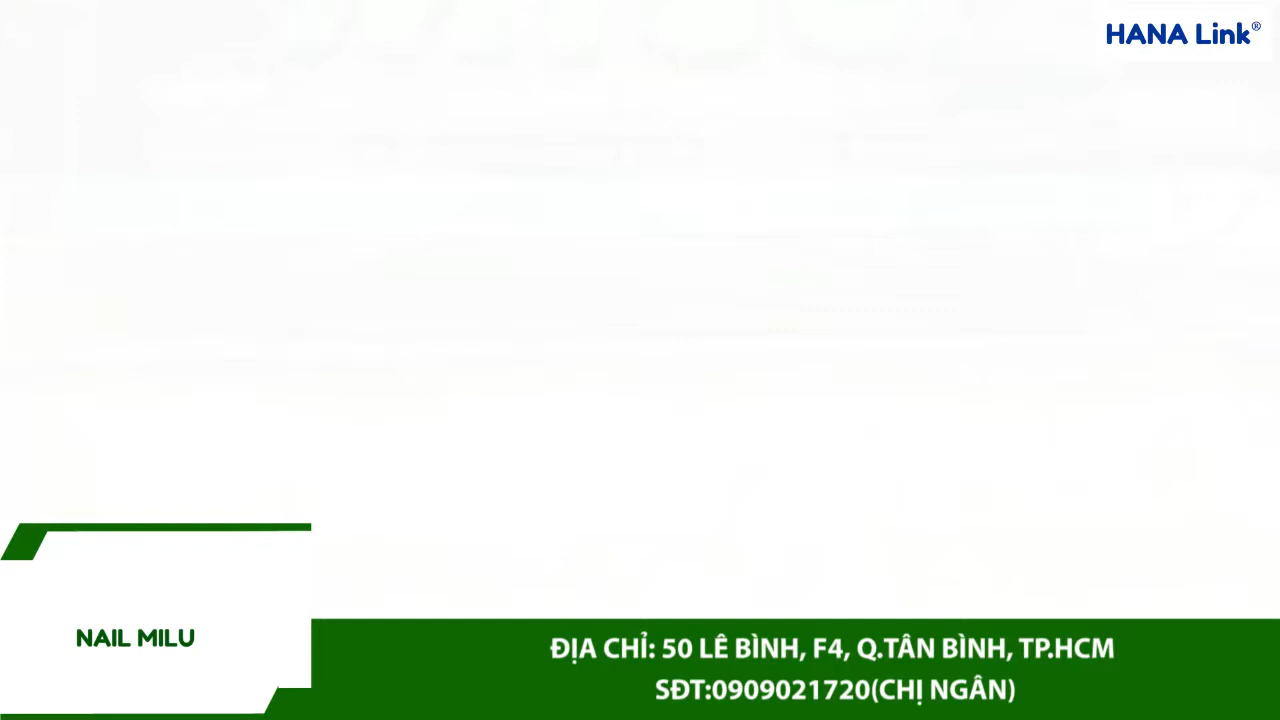 HANA Link®
NAIL MILU
ĐỊA CHỈ: 50 LÊ BÌNH, F4, Q.TÂN BÌNH, TP.HCM
SĐT:0909021720(CHỊ NGÂN)